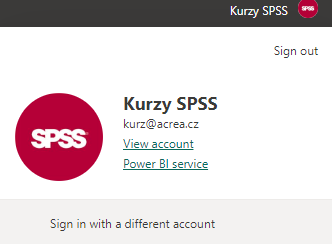 Kurzy SPSS SPSS
Sign out
SPSS
Kurzy SPSS
kurz@acrea.cz
View account
Power BI service
Sign in with a different account